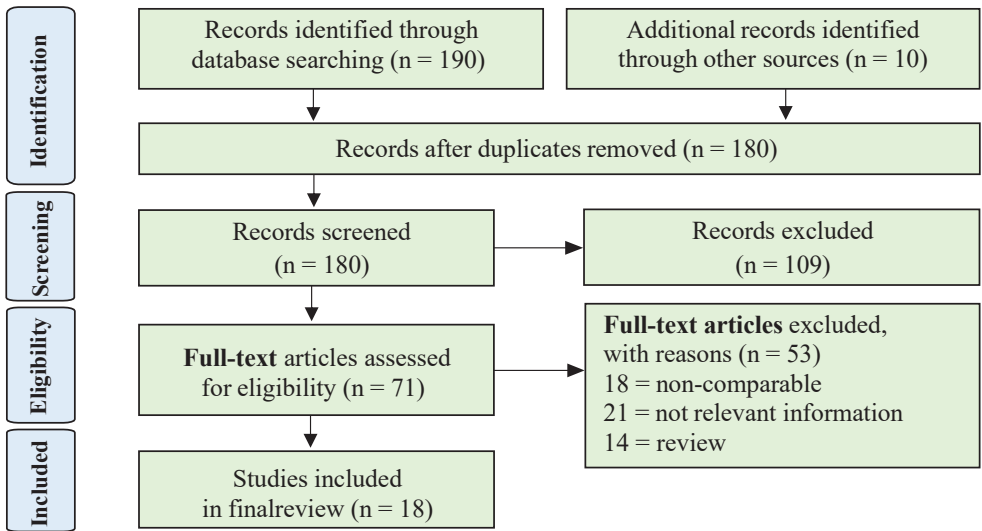 Identification
Records identified through
database searching (n = 190)
Additional records identified
through other sources (n = 10)
Records after duplicates removed (n = 180)
Screening
Records screened
(n = 180)
Records excluded
(n = 109)
Eligibility
Full-text articles assessed
for eligibility (n = 71)
Full-text articles excluded,
with reasons (n = 53)
18 = non-comparable
21 = not relevant information
14 = review
Included
Studies included
in finalreview (n = 18)